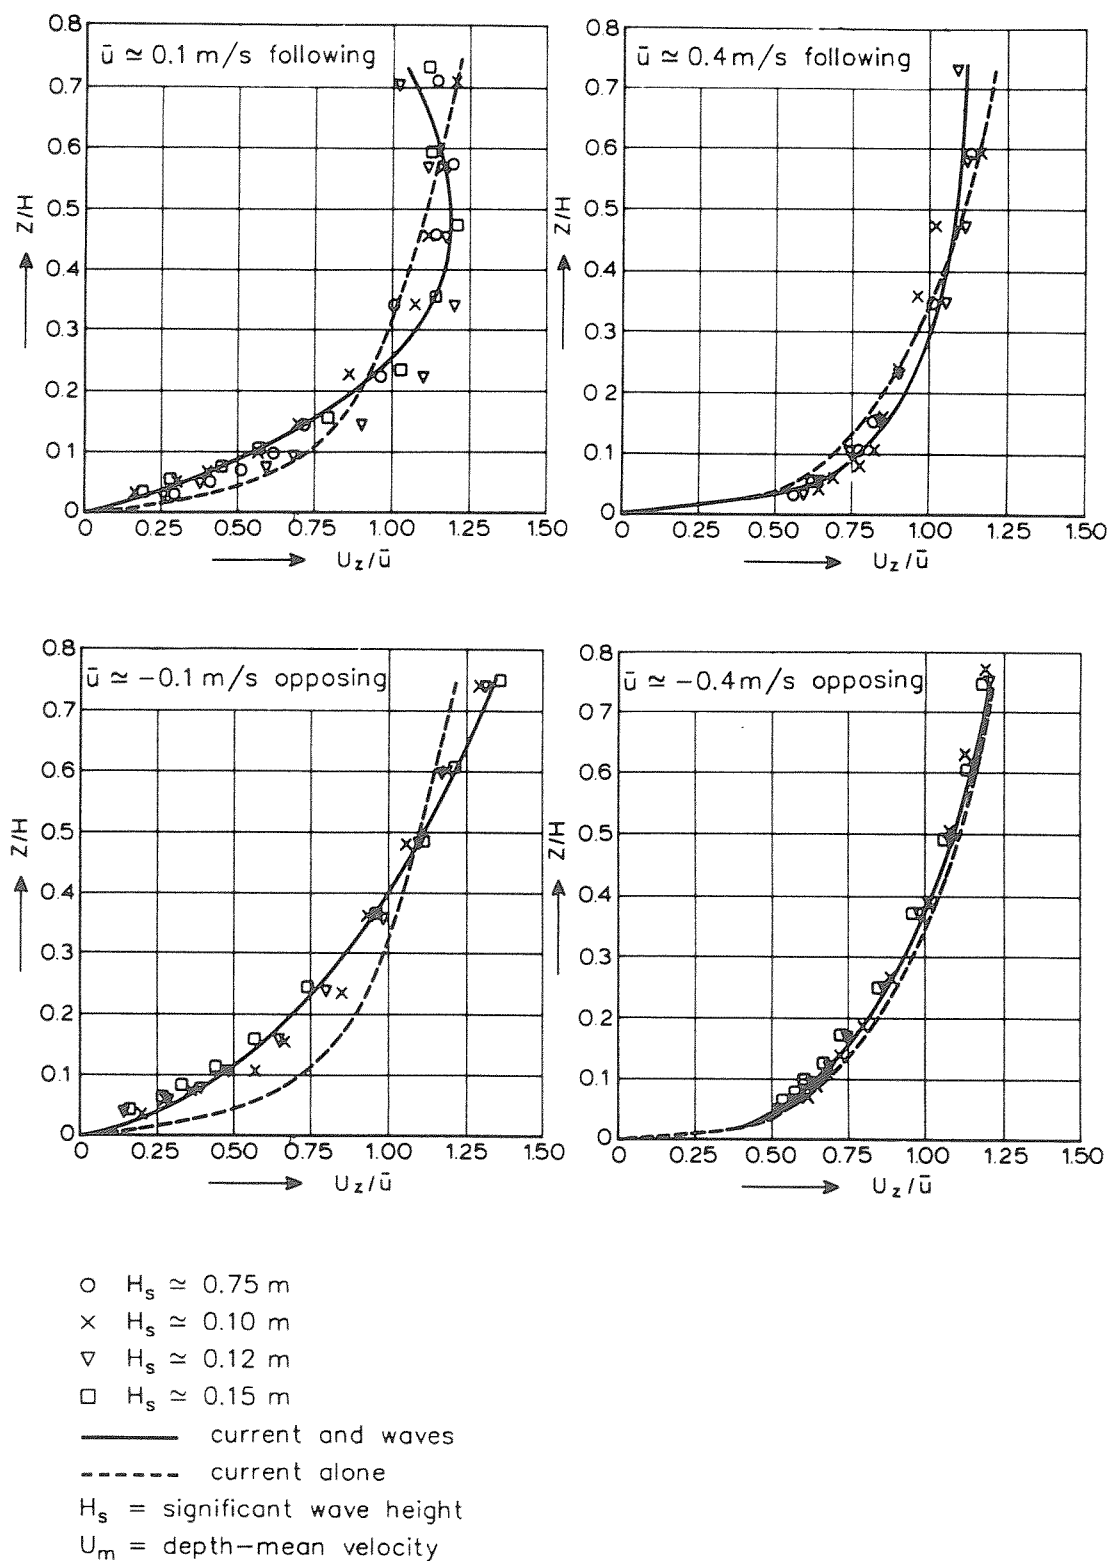 ū ≃ 0.1 m/s following
0.8
0.7
0.6
0.5
0.4
0.3
0.2
0.1
0
Z/H
0 0.25 0.50 0.75 1.00 1.25 1.50
U_z/ū
ū ≃ 0.4 m/s following
0.8
0.7
0.6
0.5
0.4
0.3
0.2
0.1
0
Z/H
0 0.25 0.50 0.75 1.00 1.25 1.50
U_z/ū
ū ≃ −0.1 m/s opposing
0.8
0.7
0.6
0.5
0.4
0.3
0.2
0.1
0
Z/H
0 0.25 0.50 0.75 1.00 1.25 1.50
U_z/ū
ū ≃ −0.4 m/s opposing
0.8
0.7
0.6
0.5
0.4
0.3
0.2
0.1
0
Z/H
0 0.25 0.50 0.75 1.00 1.25 1.50
U_z/ū
○ H_s ≃ 0.75 m
× H_s ≃ 0.10 m
▽ H_s ≃ 0.12 m
□ H_s ≃ 0.15 m
current and waves
current alone
H_s = significant wave height
U_m = depth−mean velocity